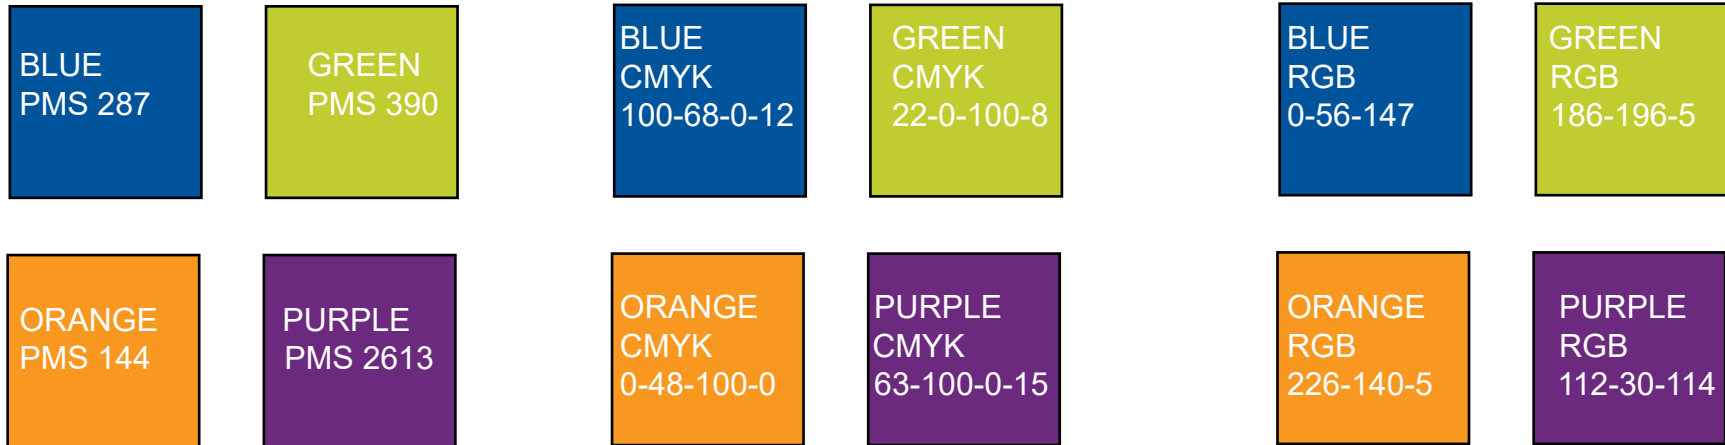 BLUE
PMS 287
GREEN
PMS 390
BLUE
CMYK
100-68-0-12
GREEN
CMYK
22-0-100-8
BLUE
RGB
0-56-147
GREEN
RGB
186-196-5
ORANGE
PMS 144
PURPLE
PMS 2613
ORANGE
CMYK
0-48-100-0
PURPLE
CMYK
63-100-0-15
ORANGE
RGB
226-140-5
PURPLE
RGB
112-30-114